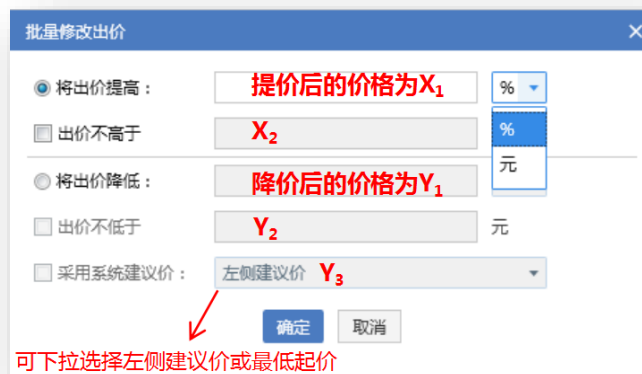 批量修改出价
将出价提高： 提价后的价格为X₁ %
出价不高于 X₂ %
元
将出价降低： 降价后的价格为Y₁
出价不低于 Y₂ 元
采用系统建议价： 左侧建议价 Y₃
确定 取消
可下拉选择左侧建议价或最低起价